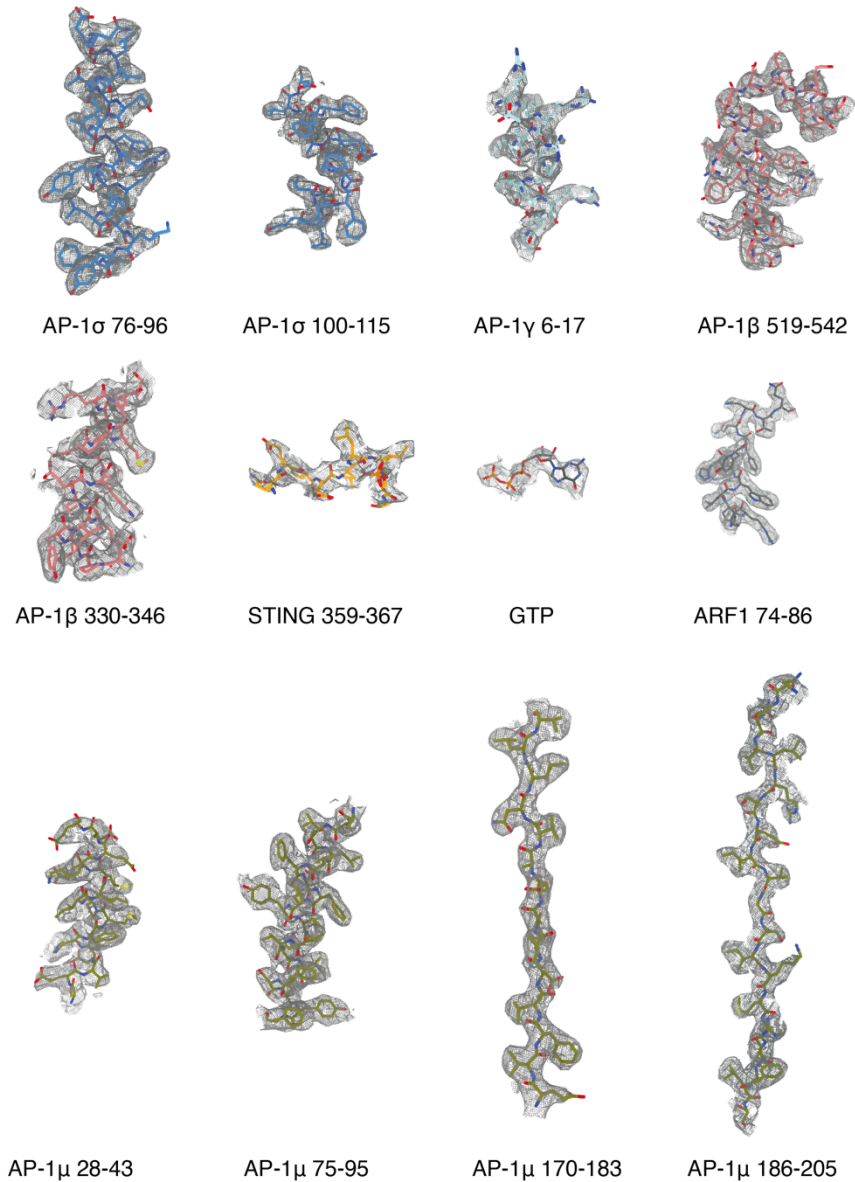 AP-1σ 76-96
AP-1σ 100-115
AP-1γ 6-17
AP-1β 519-542
AP-1β 330-346
STING 359-367
GTP
ARF1 74-86
AP-1μ 28-43
AP-1μ 75-95
AP-1μ 170-183
AP-1μ 186-205